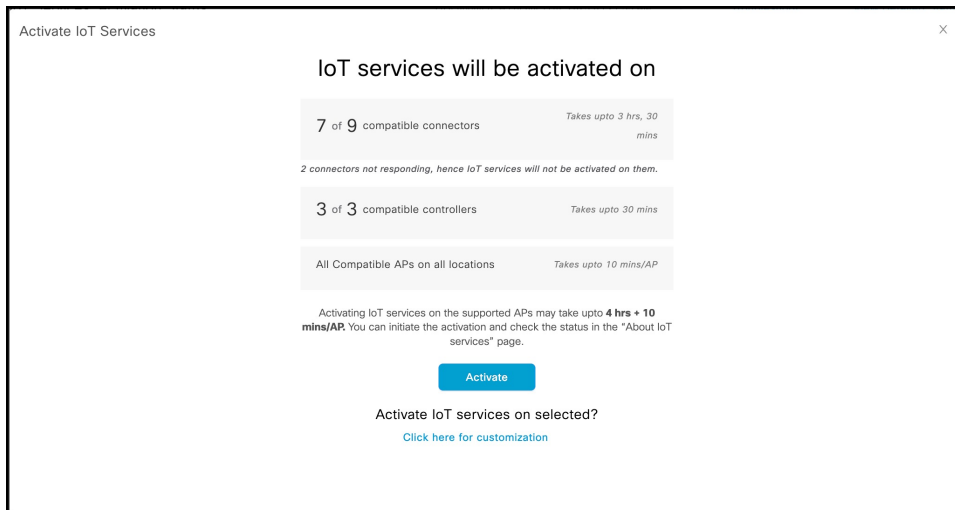 Activate IoT Services
X
IoT services will be activated on
7 of 9 compatible connectors
Takes upto 3 hrs, 30
mins
2 connectors not responding, hence IoT services will not be activated on them.
3 of 3 compatible controllers
Takes upto 30 mins
All Compatible APs on all locations
Takes upto 10 mins/AP
Activating IoT services on the supported APs may take upto 4 hrs + 10
mins/AP. You can initiate the activation and check the status in the “About IoT
services” page.
Activate
Activate IoT services on selected?
Click here for customization